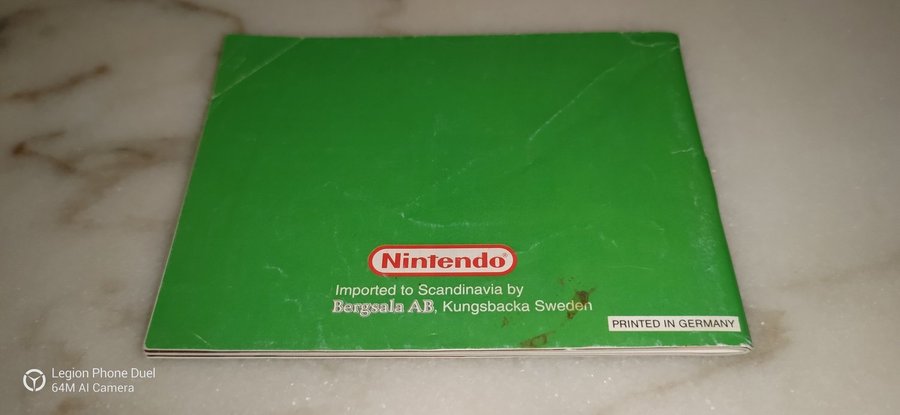 Nintendo®
Imported to Scandinavia by
Bergsala AB, Kungsbacka Sweden
PRINTED IN GERMANY
Legion Phone Duel
64M AI Camera